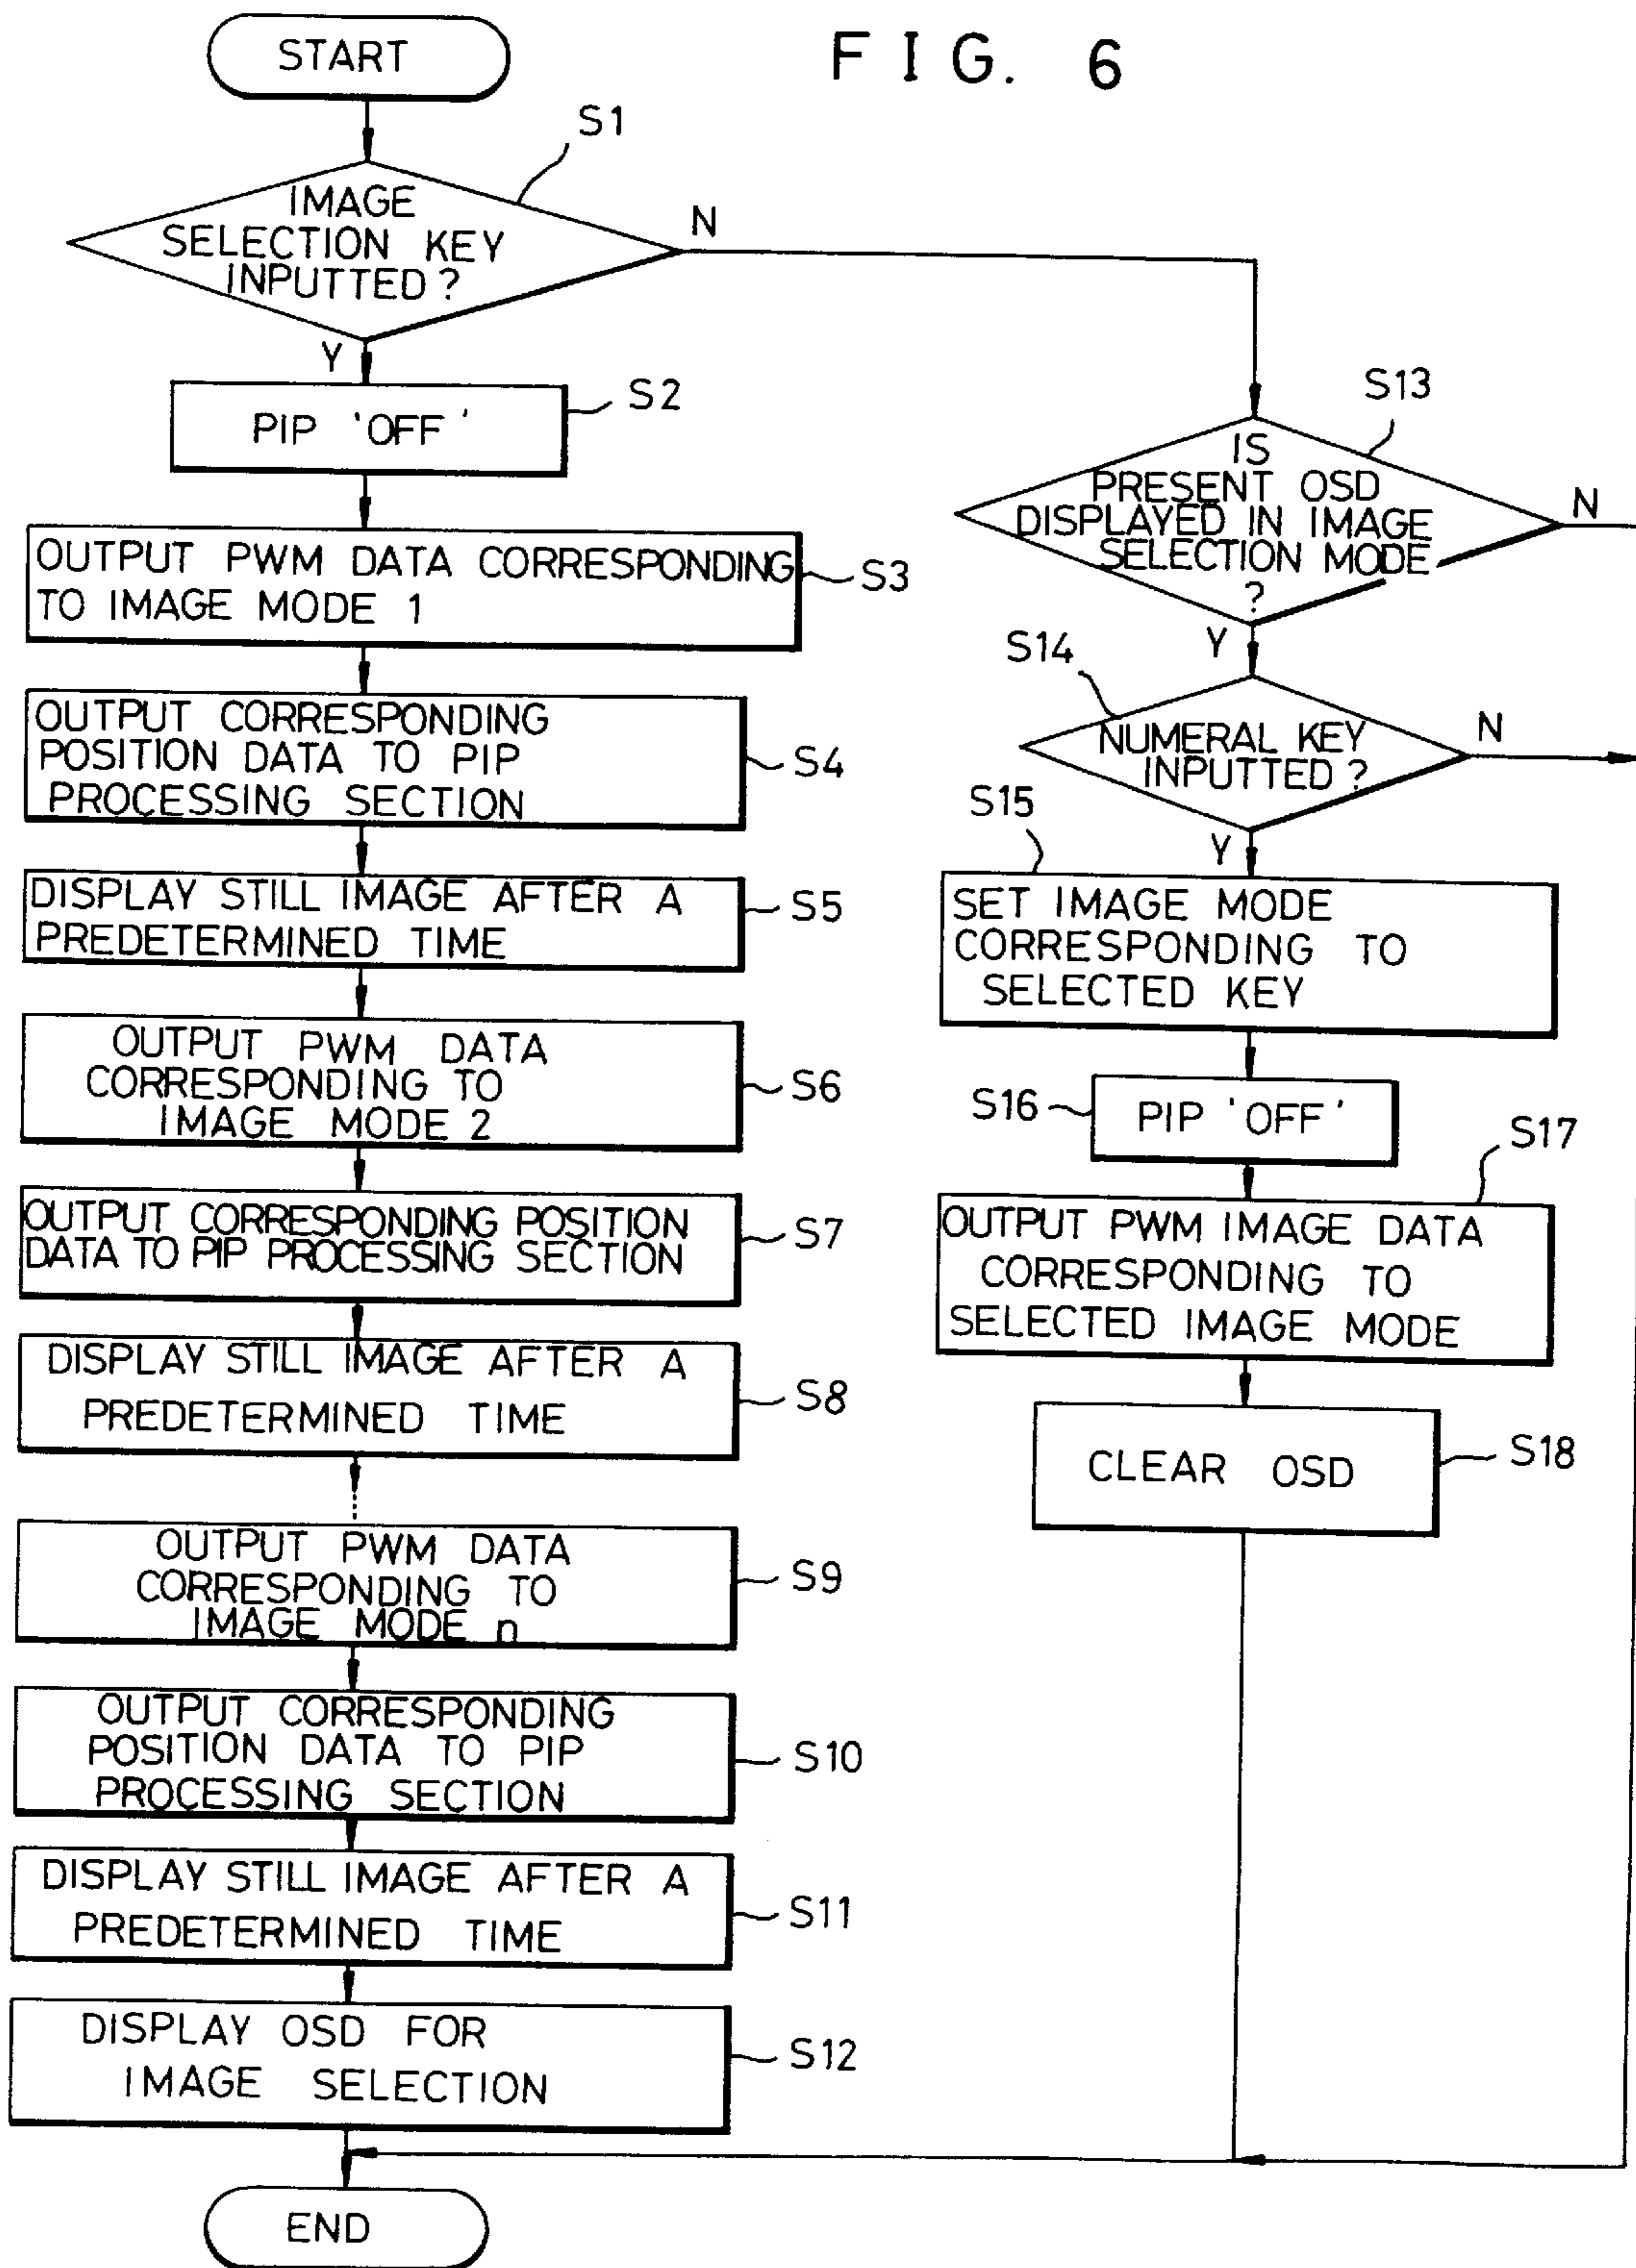 FIG. 6
START
S1
IMAGE
SELECTION KEY
INPUTTED?
N
Y
PIP 'OFF'
S2
OUTPUT PWM DATA CORRESPONDING
TO IMAGE MODE 1
S3
OUTPUT CORRESPONDING
POSITION DATA TO PIP
PROCESSING SECTION
S4
DISPLAY STILL IMAGE AFTER A
PREDETERMINED TIME
S5
OUTPUT PWM DATA
CORRESPONDING TO
IMAGE MODE 2
S6
OUTPUT CORRESPONDING POSITION
DATA TO PIP PROCESSING SECTION
S7
DISPLAY STILL IMAGE AFTER A
PREDETERMINED TIME
S8
OUTPUT PWM DATA
CORRESPONDING TO
IMAGE MODE n
S9
OUTPUT CORRESPONDING
POSITION DATA TO PIP
PROCESSING SECTION
S10
DISPLAY STILL IMAGE AFTER A
PREDETERMINED TIME
S11
DISPLAY OSD FOR
IMAGE SELECTION
S12
END
S13
IS
PRESENT OSD
DISPLAYED IN IMAGE
SELECTION MODE
?
N
Y
S14
NUMERAL KEY
INPUTTED?
N
Y
S15
SET IMAGE MODE
CORRESPONDING TO
SELECTED KEY
S16
PIP 'OFF'
S17
OUTPUT PWM IMAGE DATA
CORRESPONDING TO
SELECTED IMAGE MODE
CLEAR OSD
S18